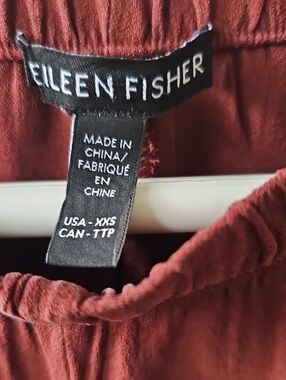 EILEEN FISHER
MADE IN
CHINA/
FABRIQUÉ
EN
CHINE
USA - XXS
CAN - TTP